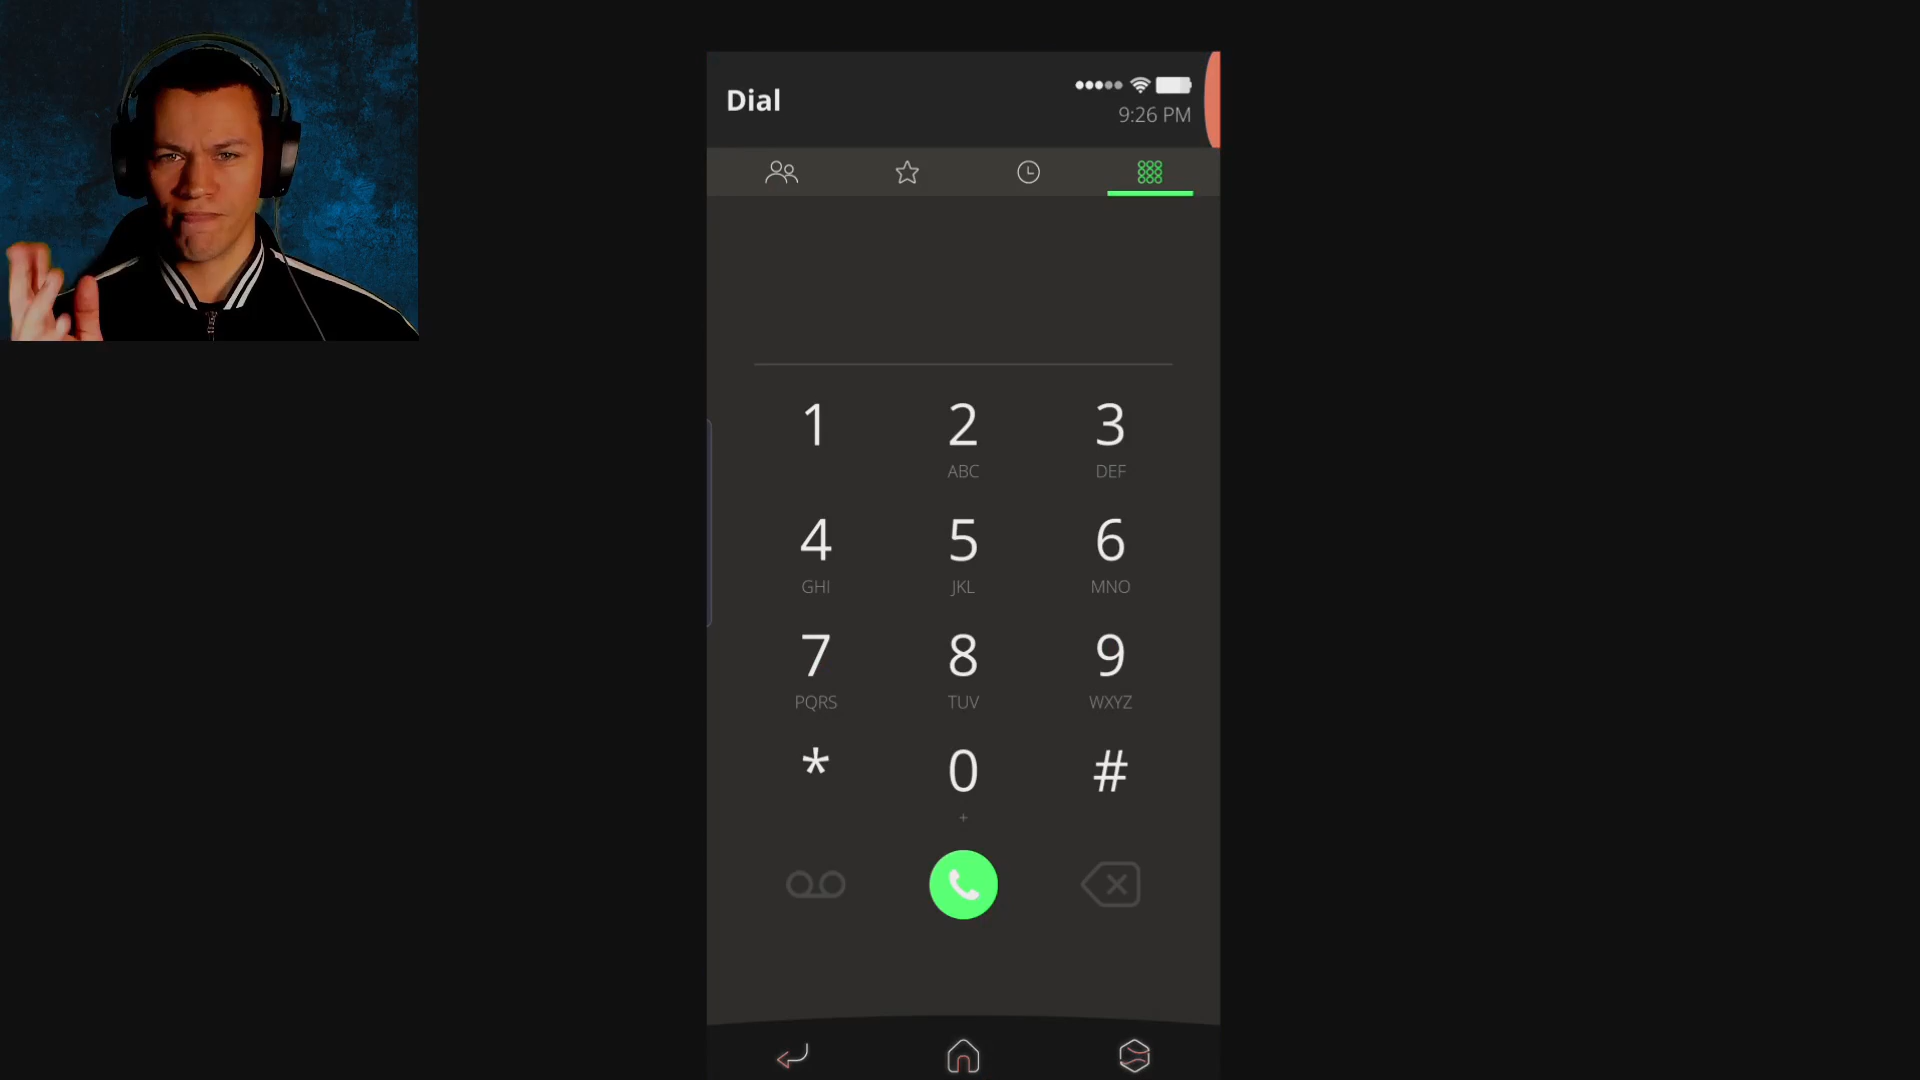 Dial
9:26 PM
1 2 3
ABC DEF
4 5 6
GHI JKL MNO
7 8 9
PQRS TUV WXYZ
* 0 #
+